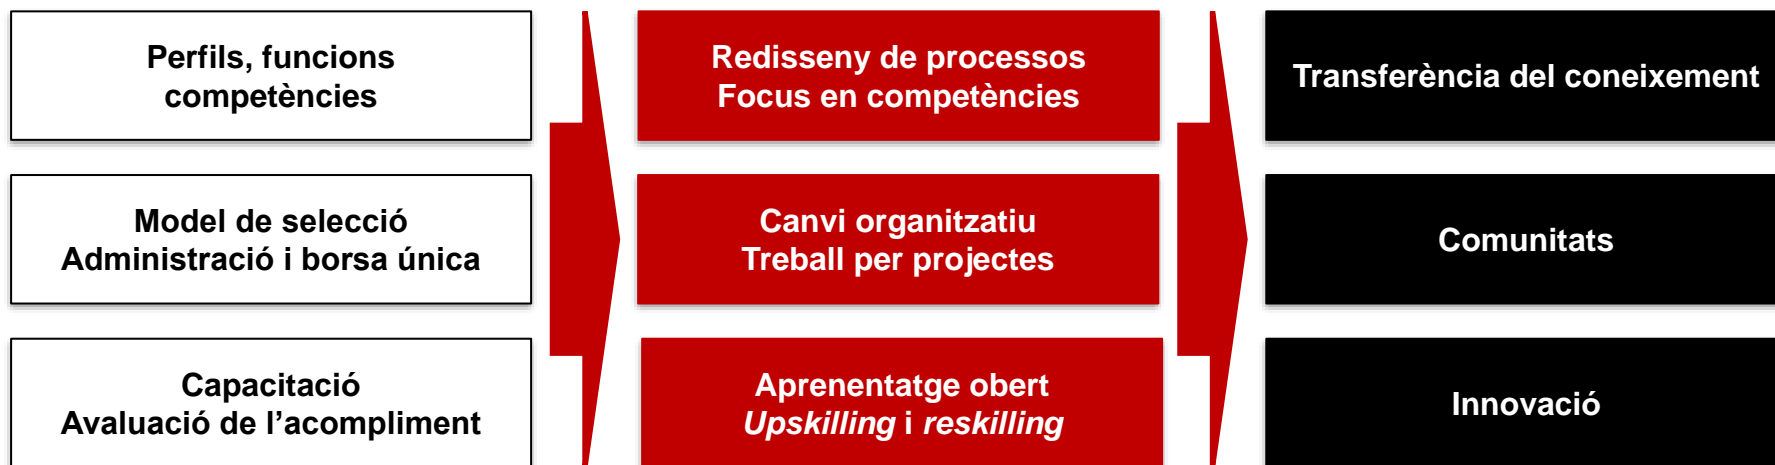 Perfils, funcions
competències
Redisseny de processos
Focus en competències
Transferència del coneixement
Model de selecció
Administració i borsa única
Canvi organitzatiu
Treball per projectes
Comunitats
Capacitació
Avaluació de l’acompliment
Aprenentatge obert
Upskilling i reskilling
Innovació